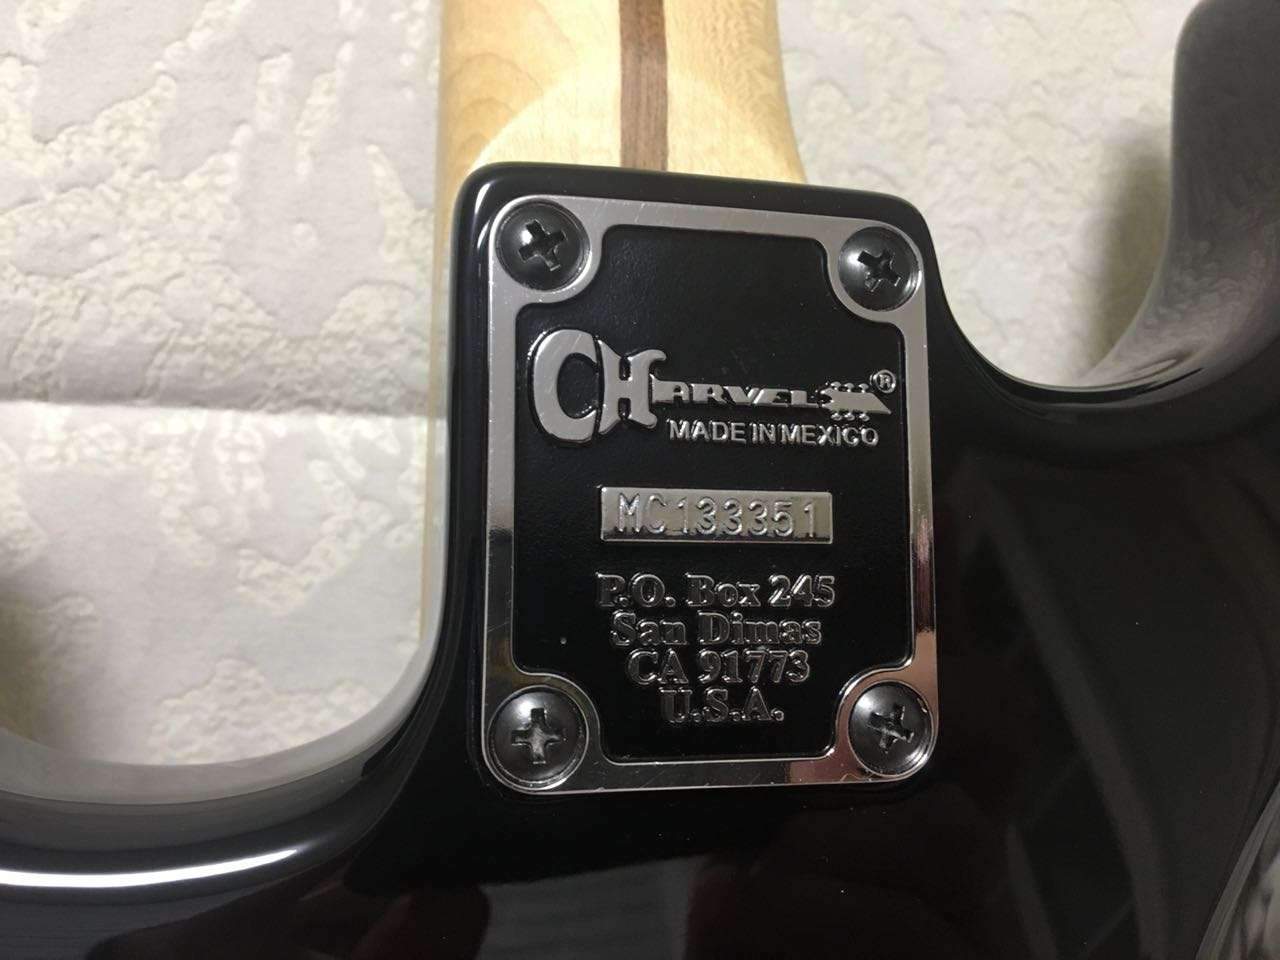 CHARVEL®
MADE IN MEXICO
MC133351
P.O. Box 245
San Dimas
CA 91773
U.S.A.